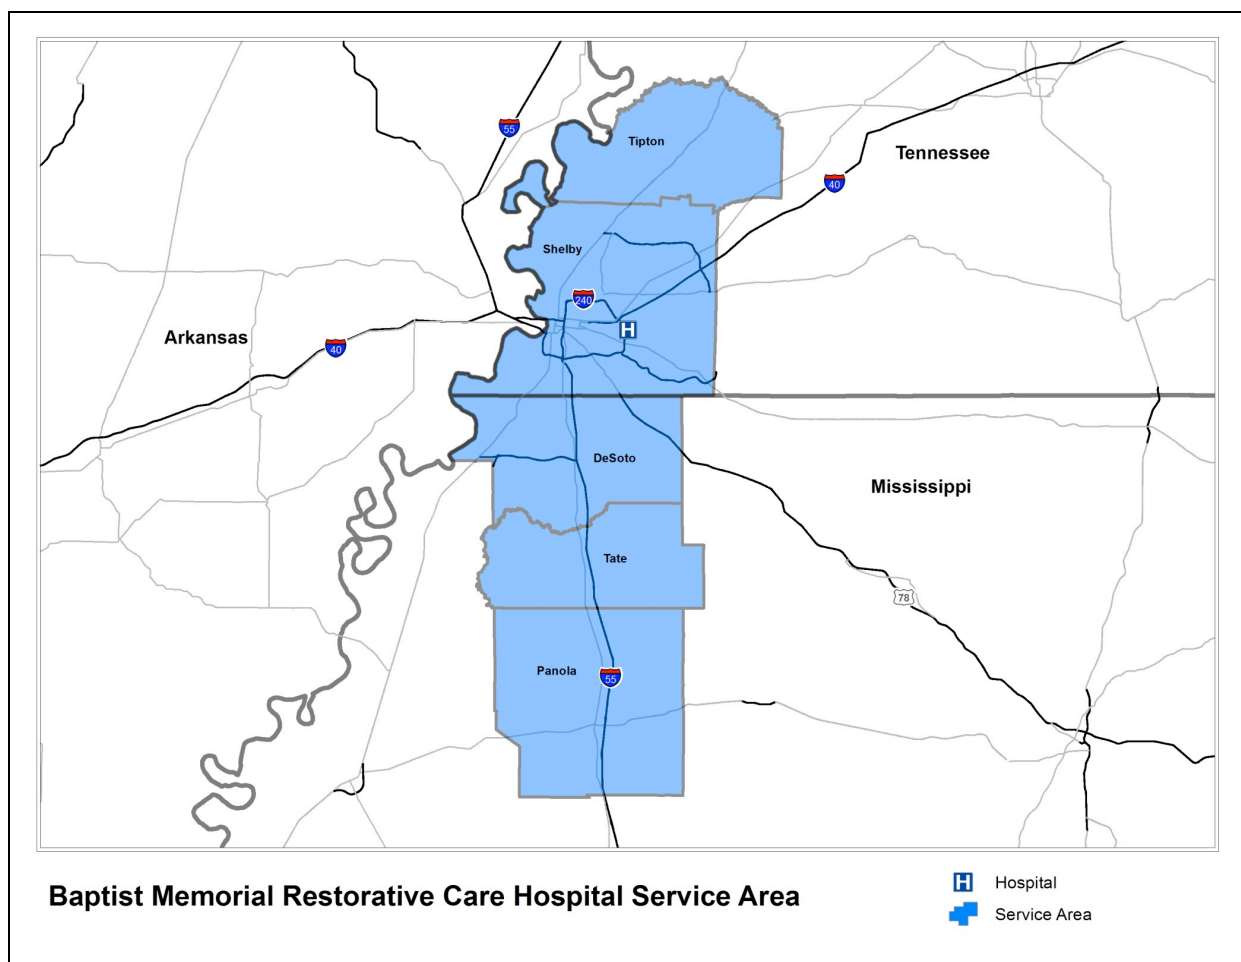 55
Tipton
Tennessee
40
Shelby
240
H
Arkansas
40
DeSoto
Mississippi
Tate
78
Panola
55
Baptist Memorial Restorative Care Hospital Service Area
H Hospital
Service Area